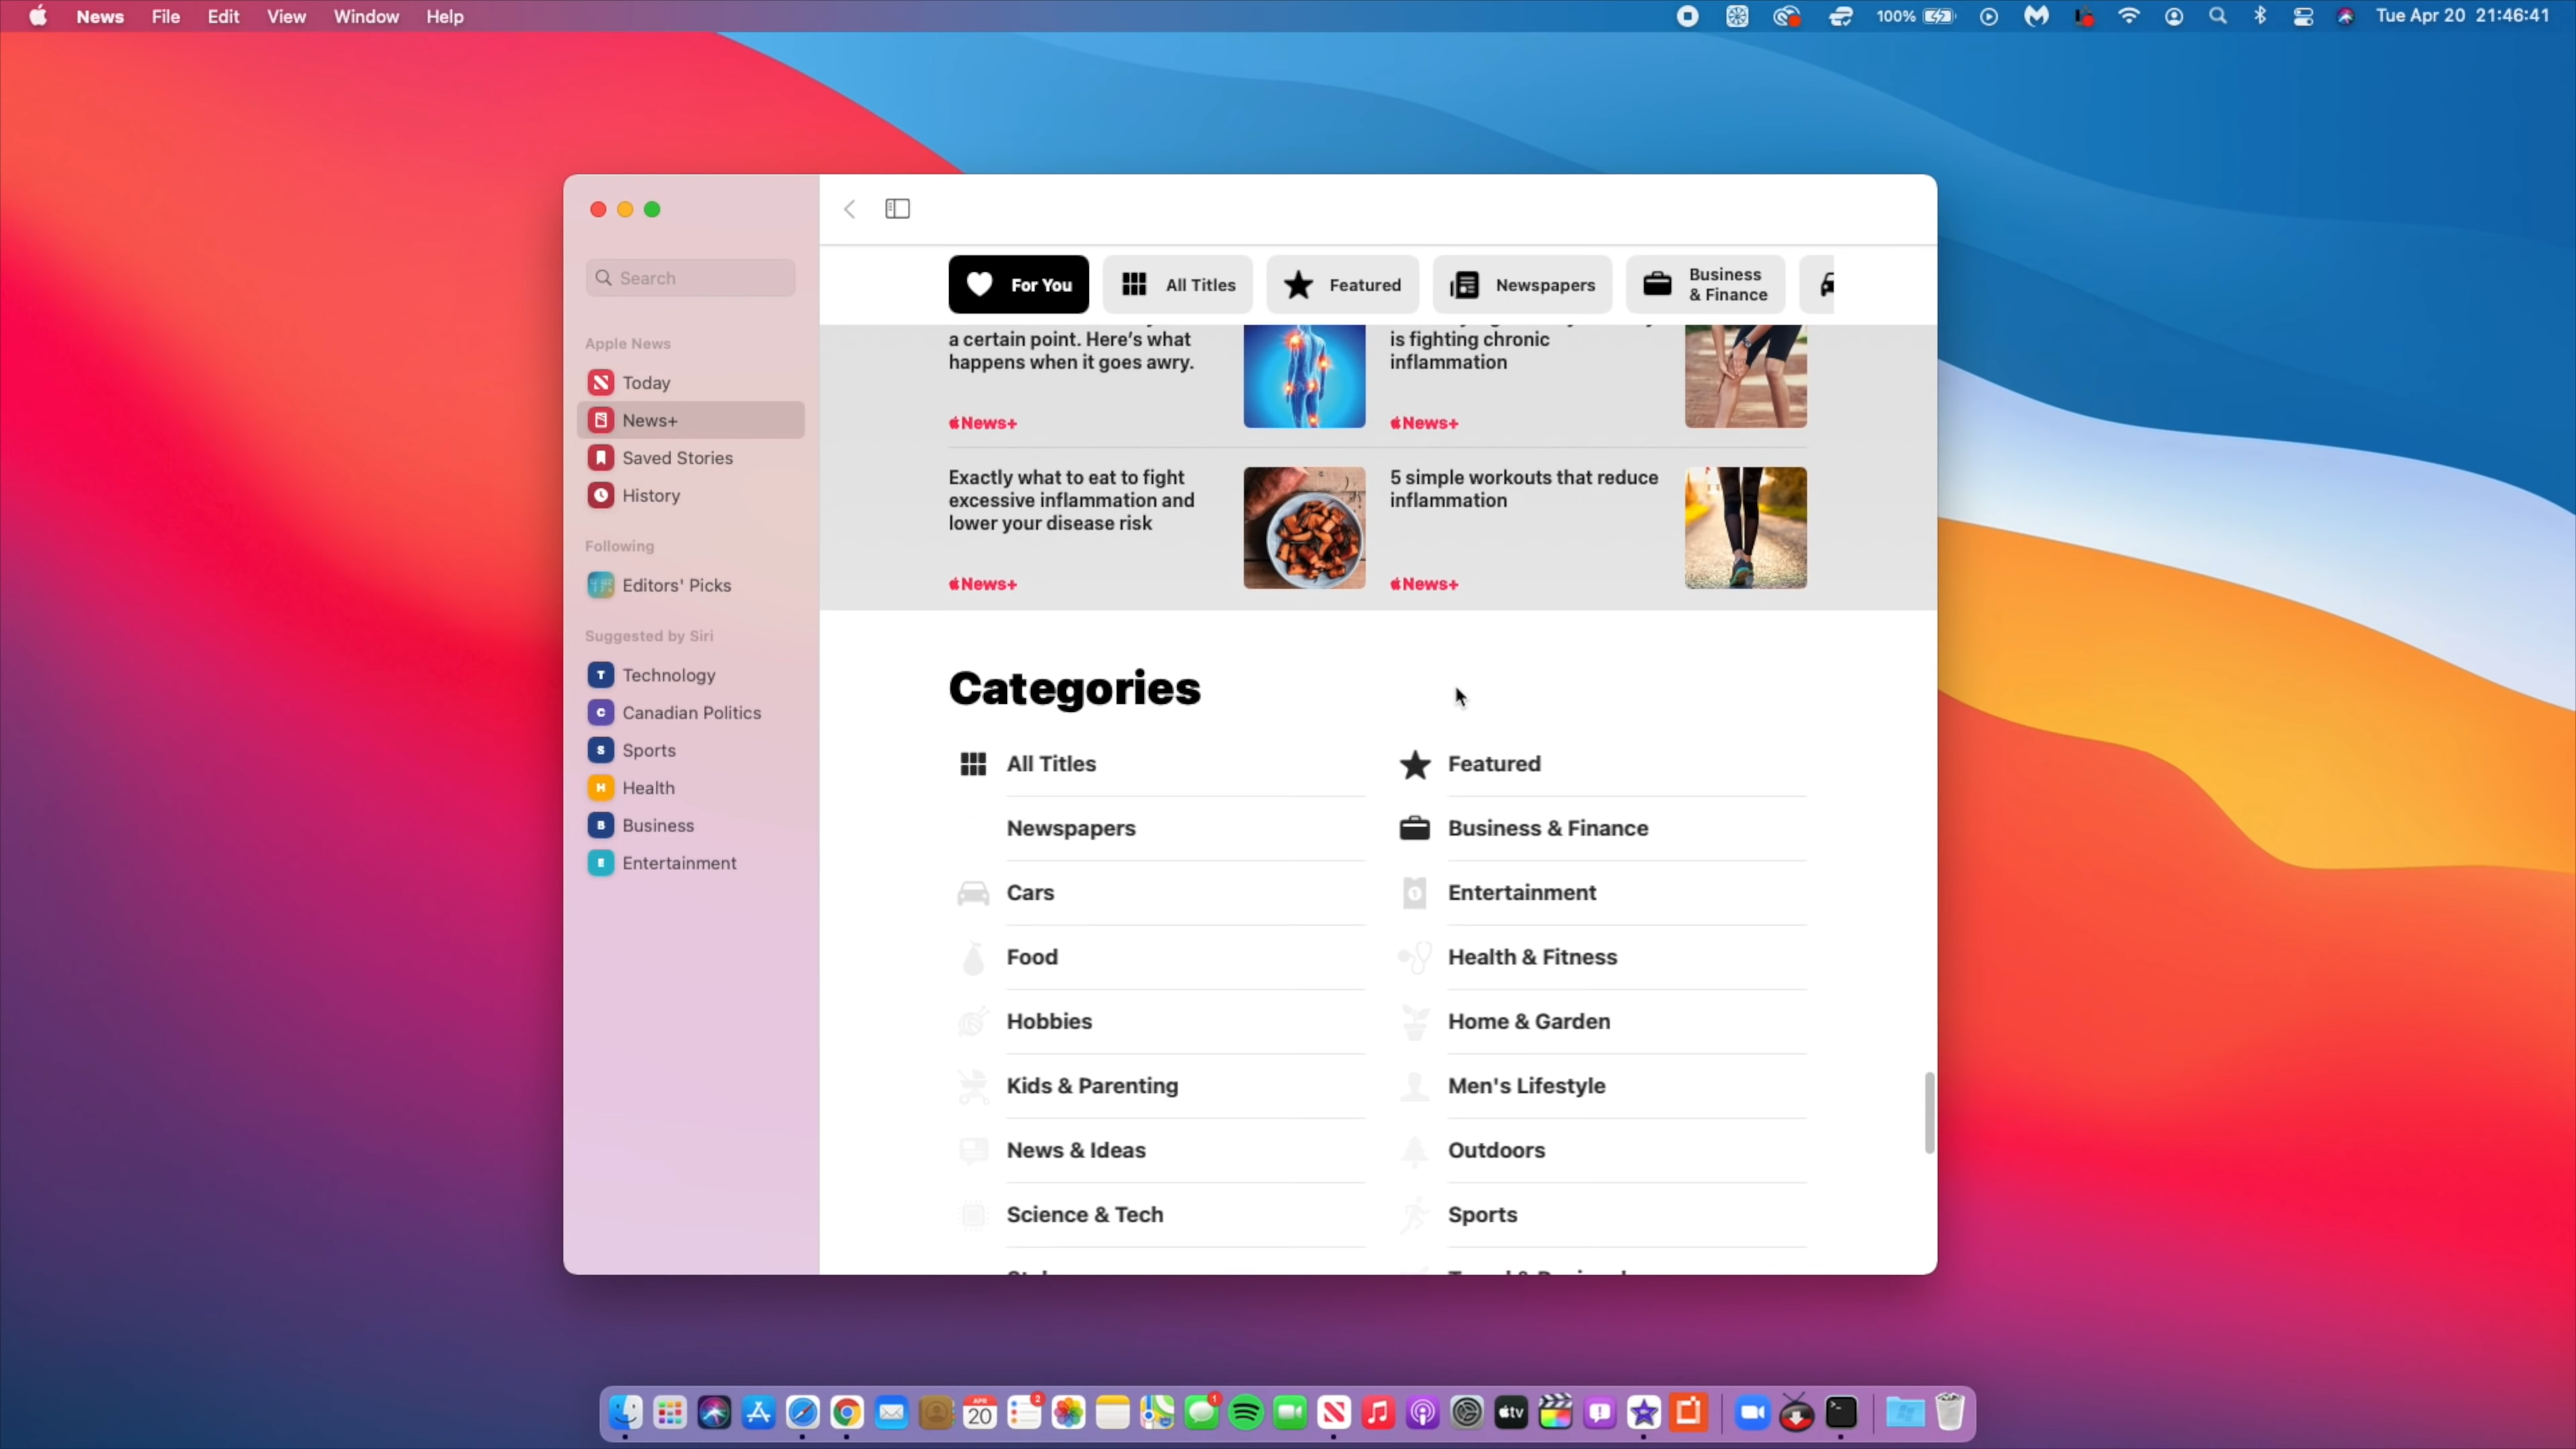 News File Edit View Window Help
100%
Tue Apr 20 21:46:41
Search
Apple News
Today
News+
Saved Stories
History
Following
Editors' Picks
Suggested by Siri
T Technology
C Canadian Politics
S Sports
H Health
B Business
E Entertainment
For You
All Titles
Featured
Newspapers
Business
& Finance
a certain point. Here's what
happens when it goes awry.
News+
is fighting chronic
inflammation
News+
Exactly what to eat to fight
excessive inflammation and
lower your disease risk
News+
5 simple workouts that reduce
inflammation
News+
Categories
All Titles
Featured
Newspapers
Business & Finance
Cars
Entertainment
Food
Health & Fitness
Hobbies
Home & Garden
Kids & Parenting
Men's Lifestyle
News & Ideas
Outdoors
Science & Tech
Sports
APR
20
2
1
tv